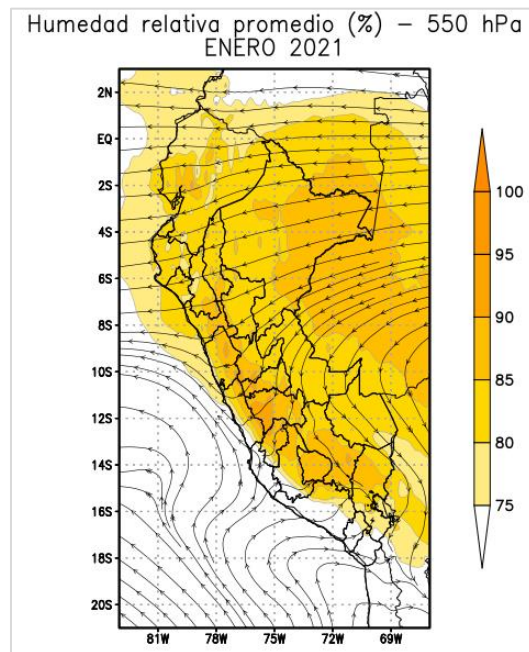 Humedad relativa promedio (%) – 550 hPa
ENERO 2021
2N
EQ
2S
4S
6S
8S
10S
12S
14S
16S
18S
20S
81W 78W 75W 72W 69W
100
95
90
85
80
75